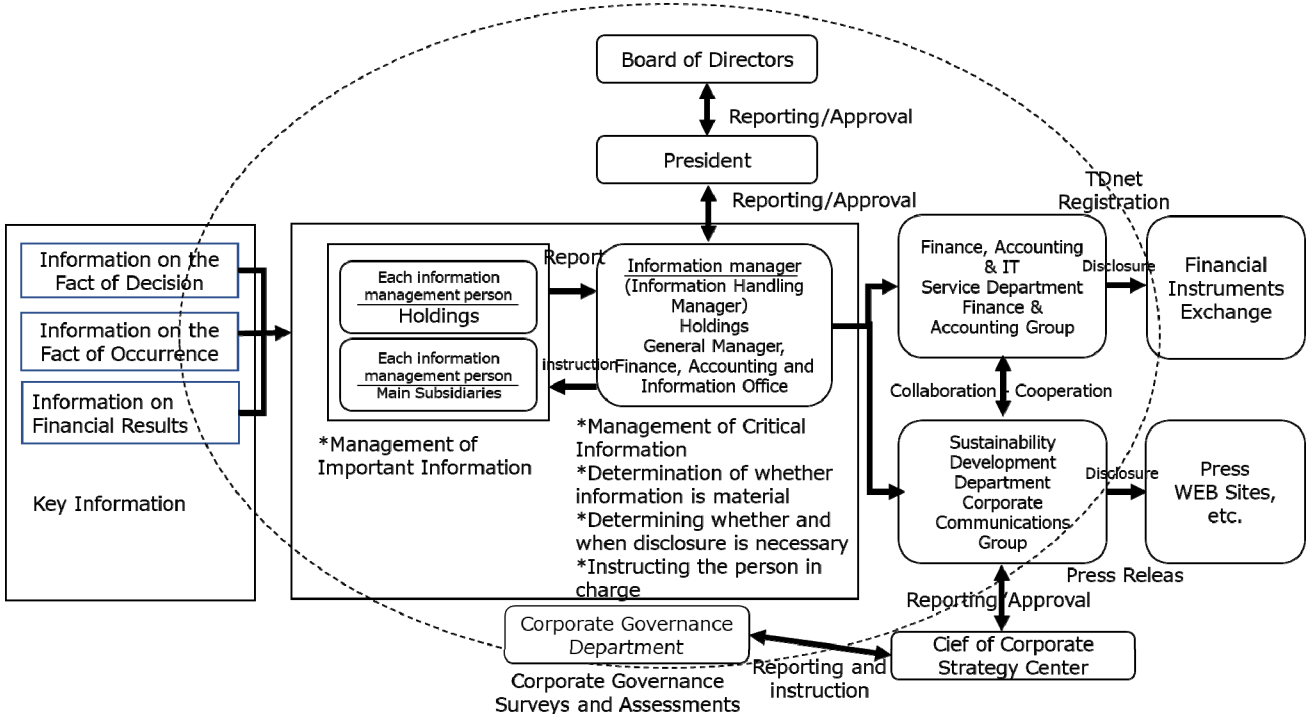 Board of Directors
Reporting/Approval
President
Reporting/Approval
TDnet
Registration
Information on the
Fact of Decision
Information on the
Fact of Occurrence
Information on
Financial Results
Key Information
Each information
management person
Holdings
Each information
management person
Main Subsidiaries
*Management of
Important Information
Report
instruction
Information manager
(Information Handling
Manager)
Holdings
General Manager,
Finance, Accounting and
Information Office
*Management of Critical
Information
*Determination of whether
information is material
*Determining whether and
when disclosure is necessary
*Instructing the person in
charge
Finance, Accounting
& IT
Service Department
Finance &
Accounting Group
Disclosure
Financial
Instruments
Exchange
Collaboration - Cooperation
Sustainability
Development
Department
Corporate
Communications
Group
Disclosure
Press
WEB Sites,
etc.
Press Releas
Reporting/Approval
Cief of Corporate
Strategy Center
Corporate Governance
Department
Reporting and
instruction
Corporate Governance
Surveys and Assessments